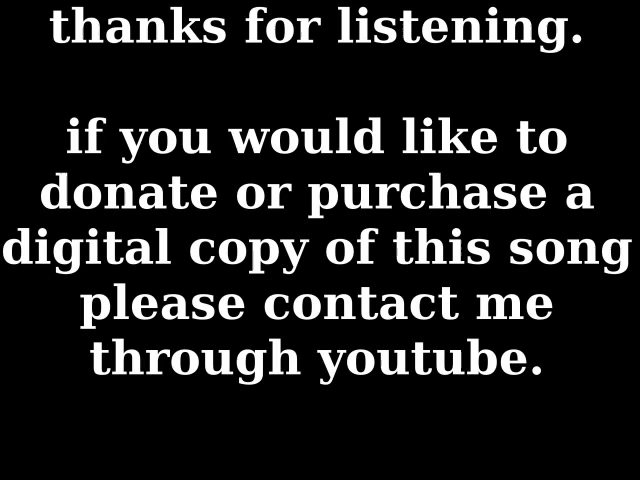 thanks for listening.
if you would like to
donate or purchase a
digital copy of this song
please contact me
through youtube.